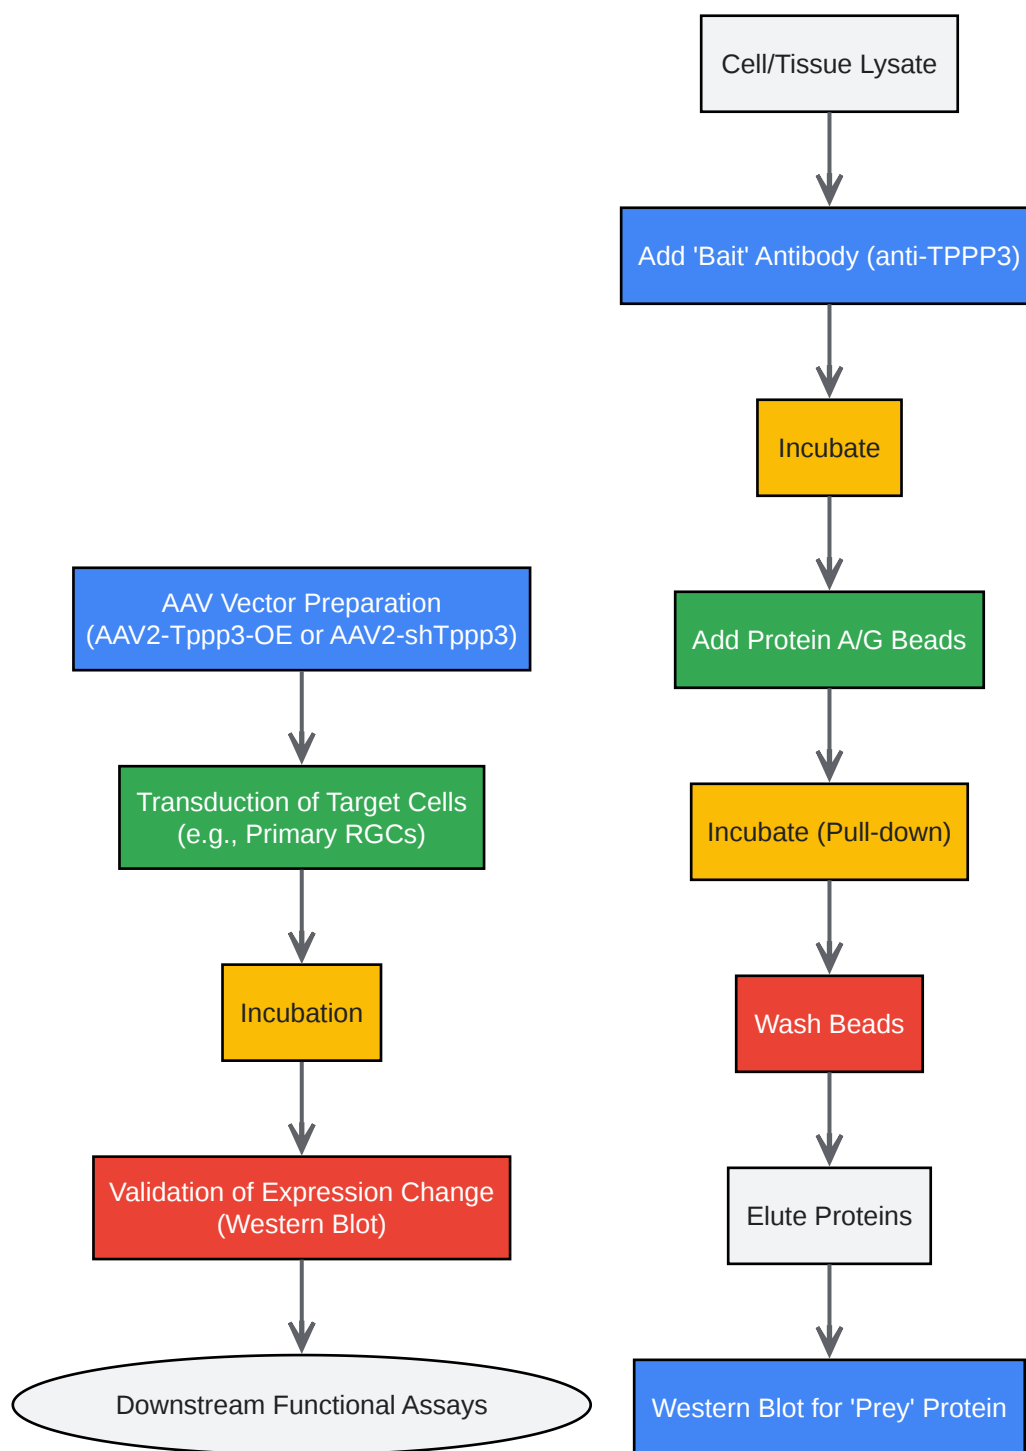 Cell/Tissue Lysate
Add 'Bait' Antibody (anti-TPPP3)
Incubate
Add Protein A/G Beads
Incubate (Pull-down)
Wash Beads
Elute Proteins
Western Blot for 'Prey' Protein
AAV Vector Preparation
(AAV2-Tppp3-OE or AAV2-shTppp3)
Transduction of Target Cells
(e.g., Primary RGCs)
Incubation
Validation of Expression Change
(Western Blot)
Downstream Functional Assays